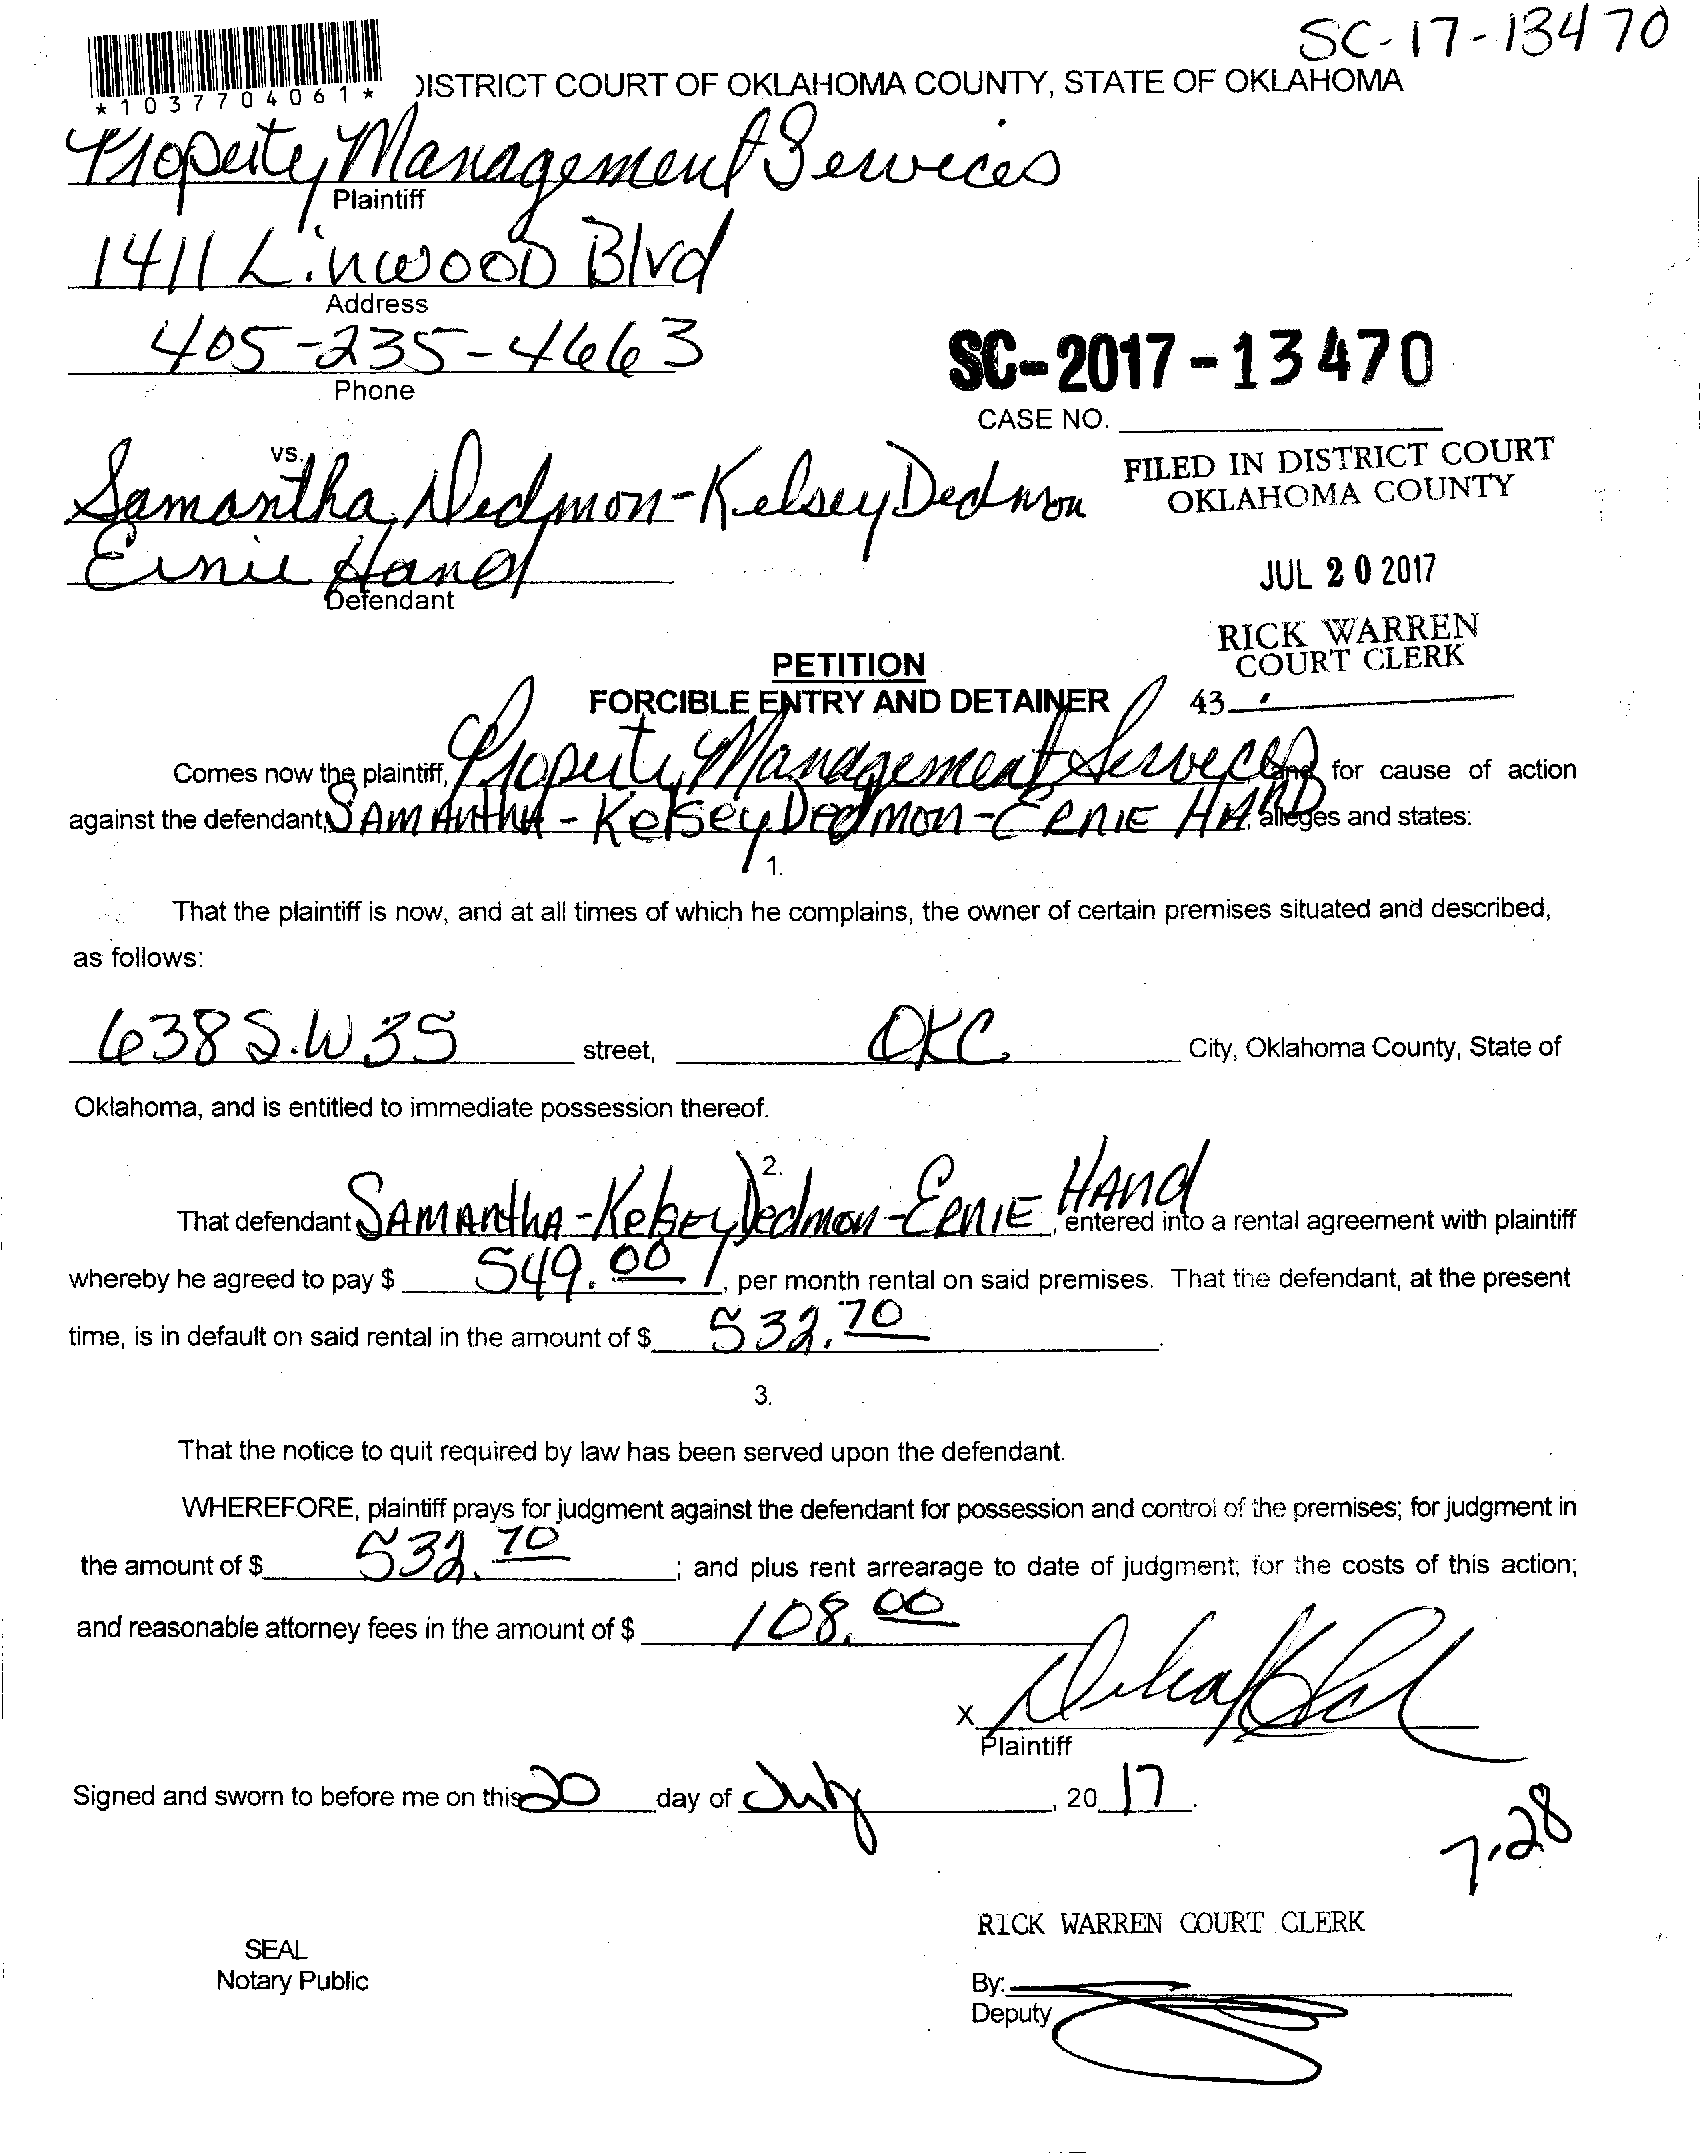 SC-17-13470
*1037704061*
DISTRICT COURT OF OKLAHOMA COUNTY, STATE OF OKLAHOMA
Property Management Services
Plaintiff
1411 Linwood Blvd
Address
405-235-4663
Phone
SC-2017-13470
CASE NO.
vs.
Samantha Dedmon-Kelsey Dedmon
Ernie Hand
Defendant
FILED IN DISTRICT COURT
OKLAHOMA COUNTY
JUL 20 2017
RICK WARREN
COURT CLERK
43
PETITION
FORCIBLE ENTRY AND DETAINER
Comes now the plaintiff, Property Management Services and for cause of action
against the defendant, SAMAntHA - Kelsey Dedmon - ERNIE HAND, alleges and states:
1.
That the plaintiff is now, and at all times of which he complains, the owner of certain premises situated and described,
as follows:
638 S.W 35 street, OKC City, Oklahoma County, State of
Oklahoma, and is entitled to immediate possession thereof.
2.
That defendant SAMAnthA - Kelsey Dedmon - ERNIE HAnd, entered into a rental agreement with plaintiff
whereby he agreed to pay $ 549.00, per month rental on said premises. That the defendant, at the present
time, is in default on said rental in the amount of $ 532.70.
3.
That the notice to quit required by law has been served upon the defendant.
WHEREFORE, plaintiff prays for judgment against the defendant for possession and control of the premises; for judgment in
the amount of $ 532.70; and plus rent arrearage to date of judgment; for the costs of this action;
and reasonable attorney fees in the amount of $ 108.00
X
Plaintiff
Signed and sworn to before me on this 20 day of July, 2017.
7.28
RICK WARREN COURT CLERK
SEAL
Notary Public
By:
Deputy